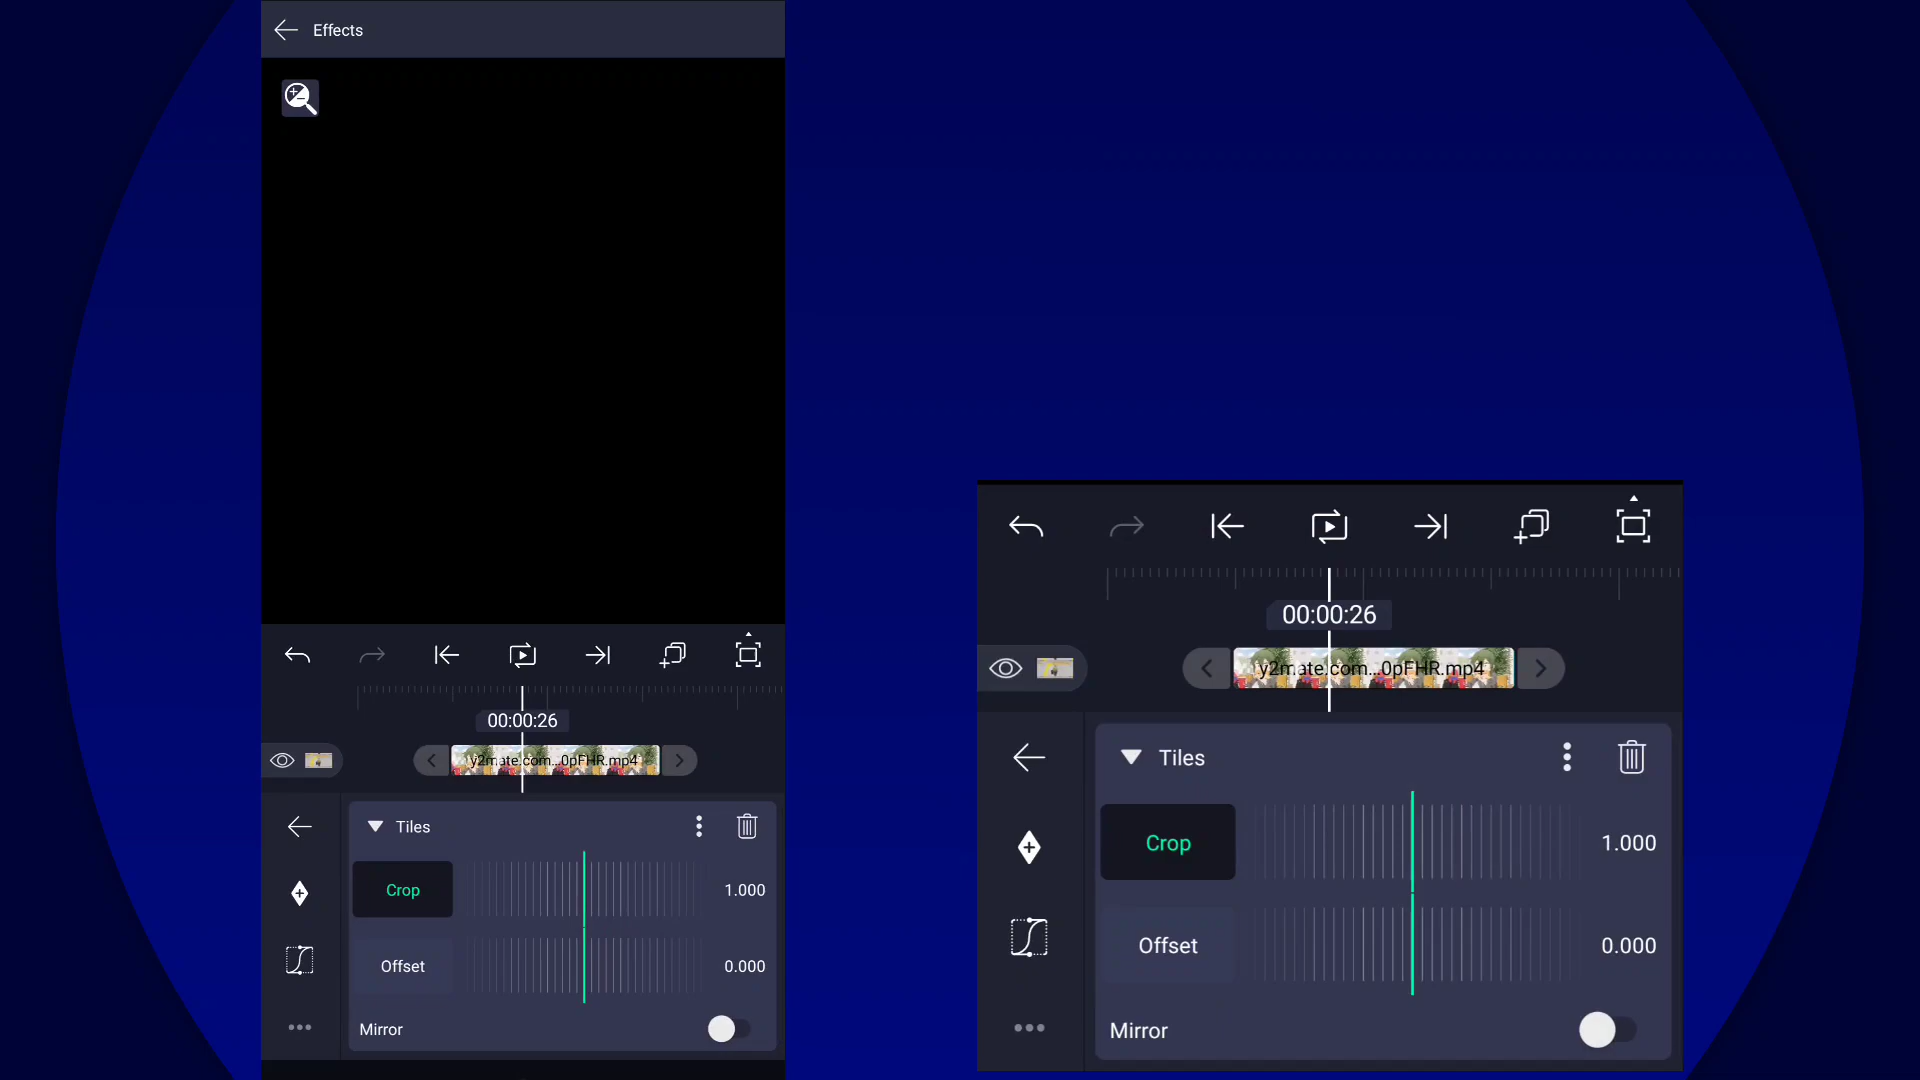 Effects
00:00:26
y2mate.com...0pFHR.mp4
Tiles
Crop
1.000
Offset
0.000
Mirror
00:00:26
y2mate.com...0pFHR.mp4
Tiles
Crop
1.000
Offset
0.000
Mirror